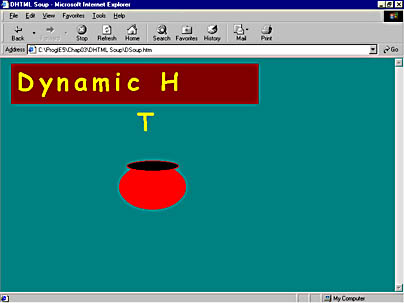 DHTML Soup - Microsoft Internet Explorer
File Edit View Favorites Tools Help
Back Forward Stop Refresh Home Search Favorites History Mail Print
Address C:\ProgIE5\Chap03\DHTML Soup\DSoup.htm Go
Dynamic H
T
My Computer